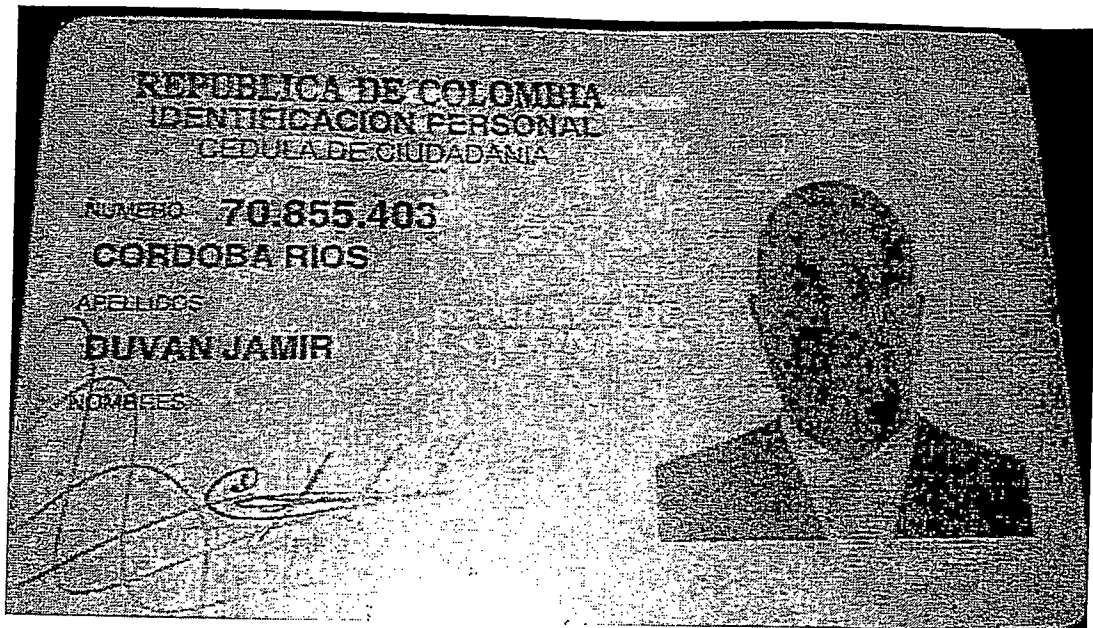 REPUBLICA DE COLOMBIA
IDENTIFICACION PERSONAL
CEDULA DE CIUDADANIA
NUMERO 70.855.403
CORDOBA RIOS
APELLIDOS
DUVAN JAMIR
NOMBRES